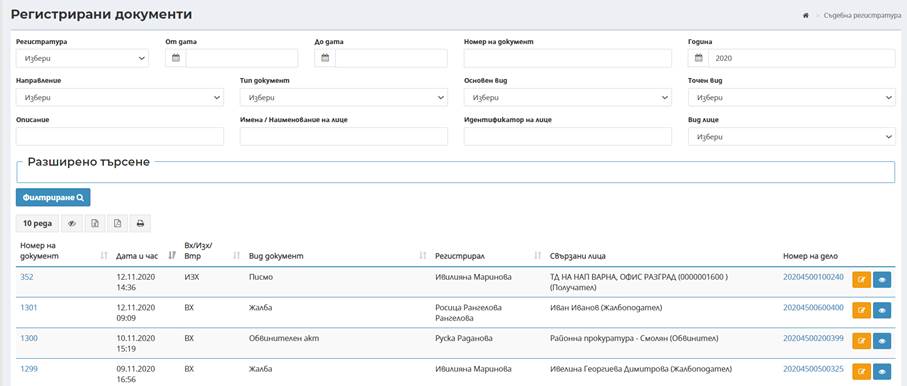 Регистрирани документи
Съдебна регистратура
Регистратура От дата До дата Номер на документ Година
Избери 2020
Направление Тип документ Основен вид Точен вид
Избери Избери Избери Избери
Описание Имена / Наименование на лице Идентификатор на лице Вид лице
Избери
Разширено търсене
Филтриране
10 реда
Номер на документ Дата и час Вх/Изх/Втр Вид документ Регистрирал Свързани лица Номер на дело
352 12.11.2020 14:36 ИЗХ Писмо Ивилияна Маринова ТД НА НАП ВАРНА, ОФИС РАЗГРАД (0000001600 ) (Получател) 20204500100240
1301 12.11.2020 09:09 ВХ Жалба Росица Рангелова Рангелова Иван Иванов (Жалбоподател) 20204500600400
1300 10.11.2020 15:19 ВХ Обвинителен акт Руска Раданова Районна прокуратура - Смолян (Обвинител) 20204500200399
1299 09.11.2020 16:56 ВХ Жалба Ивилияна Маринова Ивелина Георгиева Димитрова (Жалбоподател) 20204500500325